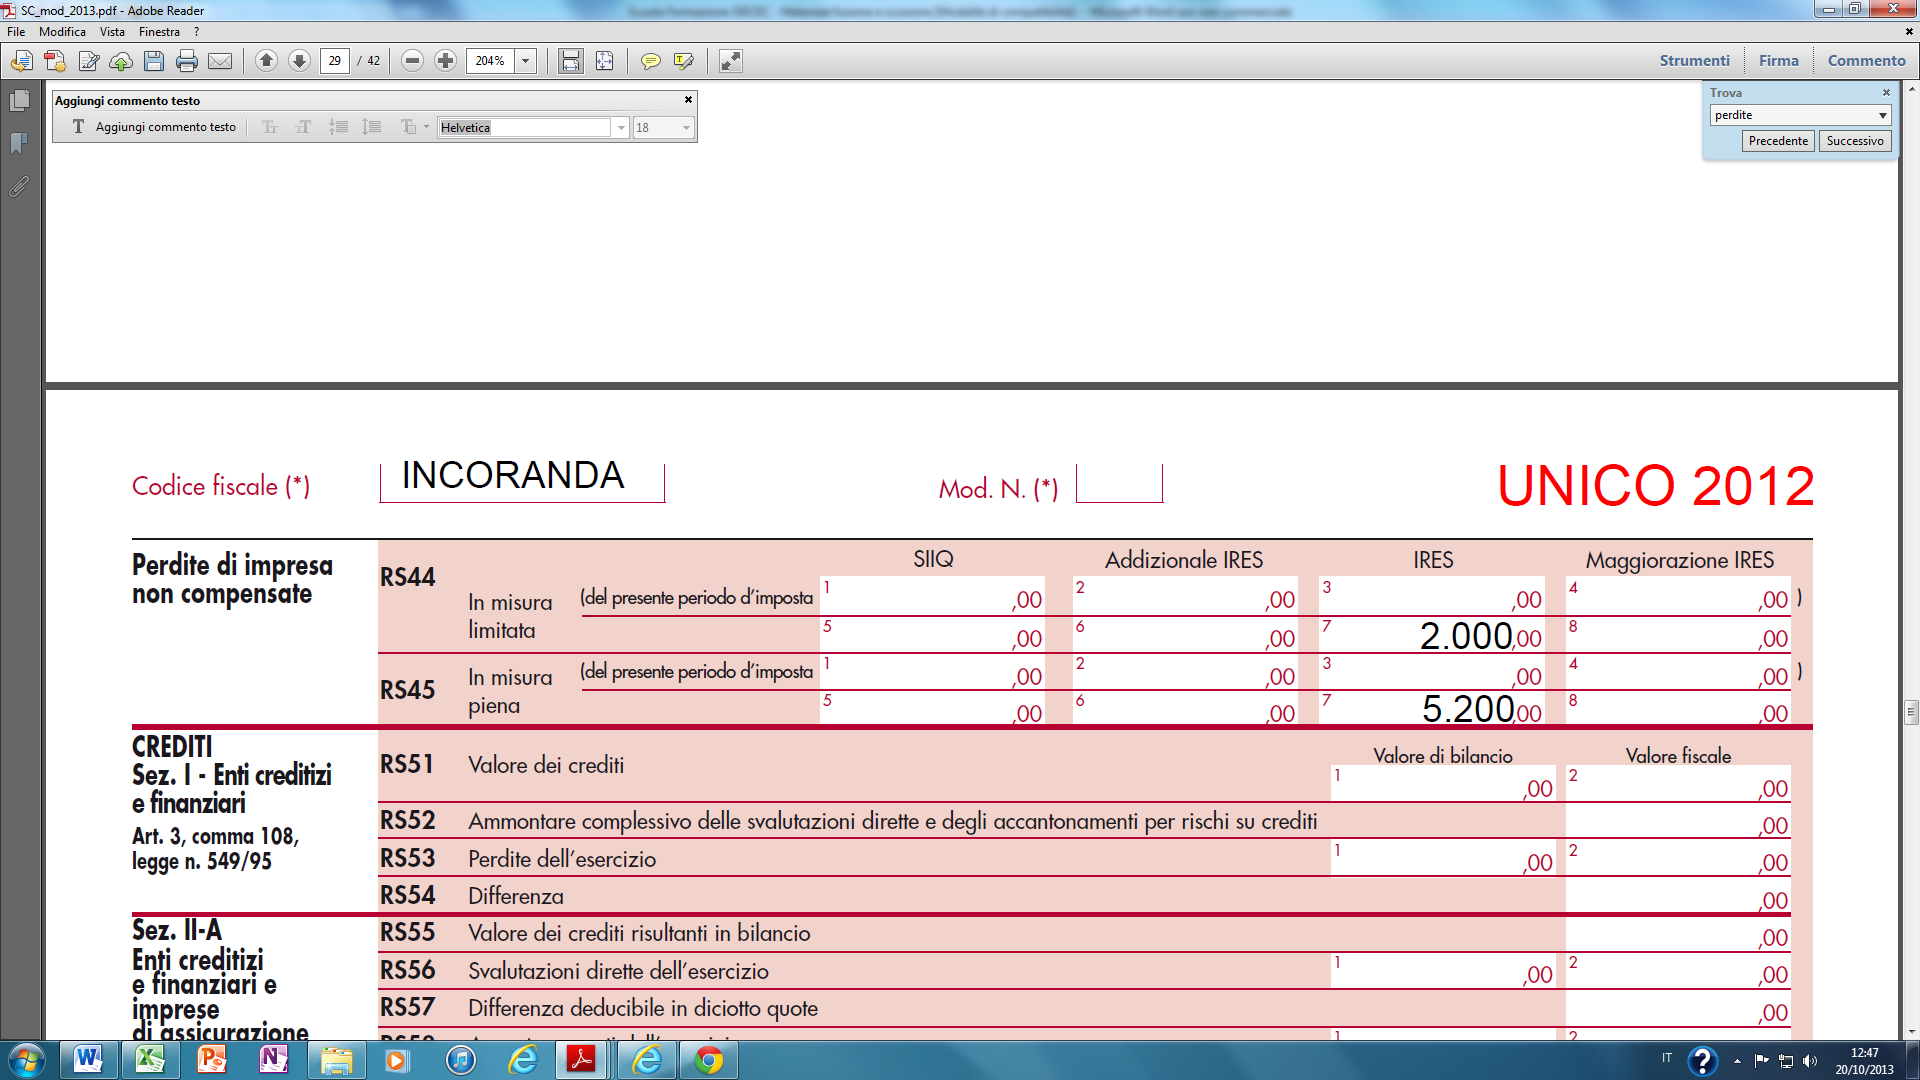 SC_mod_2013.pdf - Adobe Reader
File Modifica Vista Finestra ?
29 / 42 204% Strumenti Firma Commento
Aggiungi commento testo
T Aggiungi commento testo Helvetica 18
Trova
perdite
Precedente Successivo
Codice fiscale (*) INCORANDA Mod. N. (*) UNICO 2012
Perdite di impresa
non compensate
SIIQ Addizionale IRES IRES Maggiorazione IRES
RS44 In misura limitata (del presente periodo d'imposta 1 ,00 2 ,00 3 ,00 4 ,00 )
5 ,00 6 ,00 7 2.000,00 8 ,00
RS45 In misura piena (del presente periodo d'imposta 1 ,00 2 ,00 3 ,00 4 ,00 )
5 ,00 6 ,00 7 5.200,00 8 ,00
CREDITI
Sez. I - Enti creditizi
e finanziari
Art. 3, comma 108,
legge n. 549/95
Valore di bilancio Valore fiscale
RS51 Valore dei crediti 1 ,00 2 ,00
RS52 Ammontare complessivo delle svalutazioni dirette e degli accantonamenti per rischi su crediti ,00
RS53 Perdite dell'esercizio 1 ,00 2 ,00
RS54 Differenza ,00
Sez. II-A
Enti creditizi
e finanziari e
imprese
di assicurazione
RS55 Valore dei crediti risultanti in bilancio ,00
RS56 Svalutazioni dirette dell'esercizio 1 ,00 2 ,00
RS57 Differenza deducibile in diciotto quote ,00
1 2
IT 12:47
20/10/2013